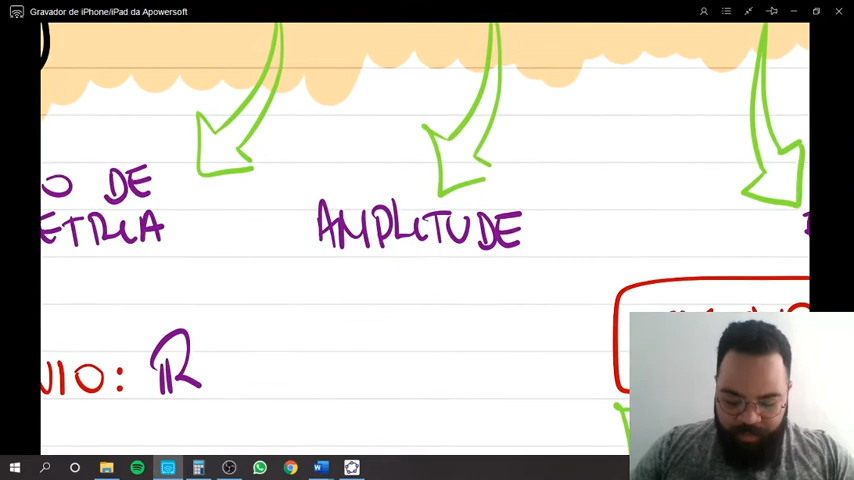 Gravador de iPhone/iPad da Apowersoft
O DE
ETRIA
AMPLITUDE
NIO: ℝ